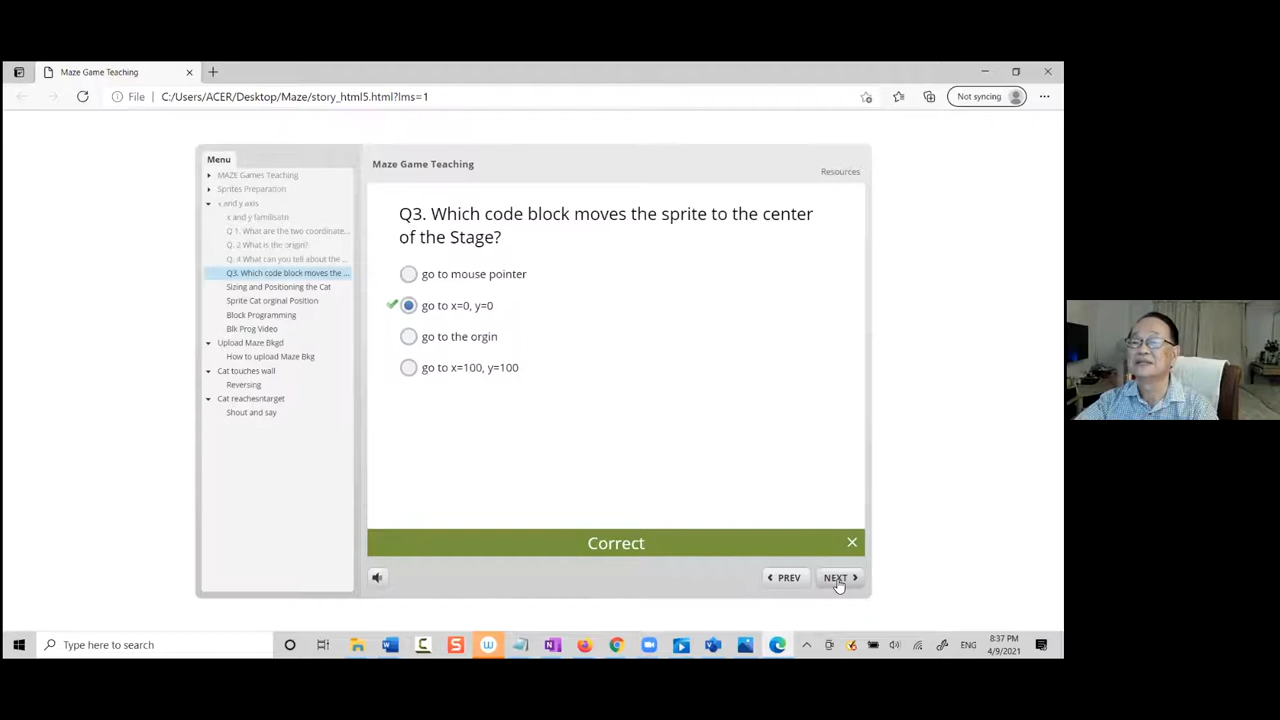 Maze Game Teaching
File
C:/Users/ACER/Desktop/Maze/story_html5.html?lms=1
Not syncing
Menu
MAZE Games Teaching
Sprites Preparation
x and y axis
x and y familisatn
Q 1. What are the two coordinate...
Q. 2 What is the origin?
Q. 4 What can you tell about the ...
Q3. Which code block moves the ...
Sizing and Positioning the Cat
Sprite Cat orginal Position
Block Programming
Blk Prog Video
Upload Maze Bkgd
How to upload Maze Bkg
Cat touches wall
Reversing
Cat reachesntarget
Shout and say
Maze Game Teaching
Resources
Q3. Which code block moves the sprite to the center
of the Stage?
go to mouse pointer
go to x=0, y=0
go to the orgin
go to x=100, y=100
Correct
PREV
NEXT
Type here to search
ENG
8:37 PM
4/9/2021